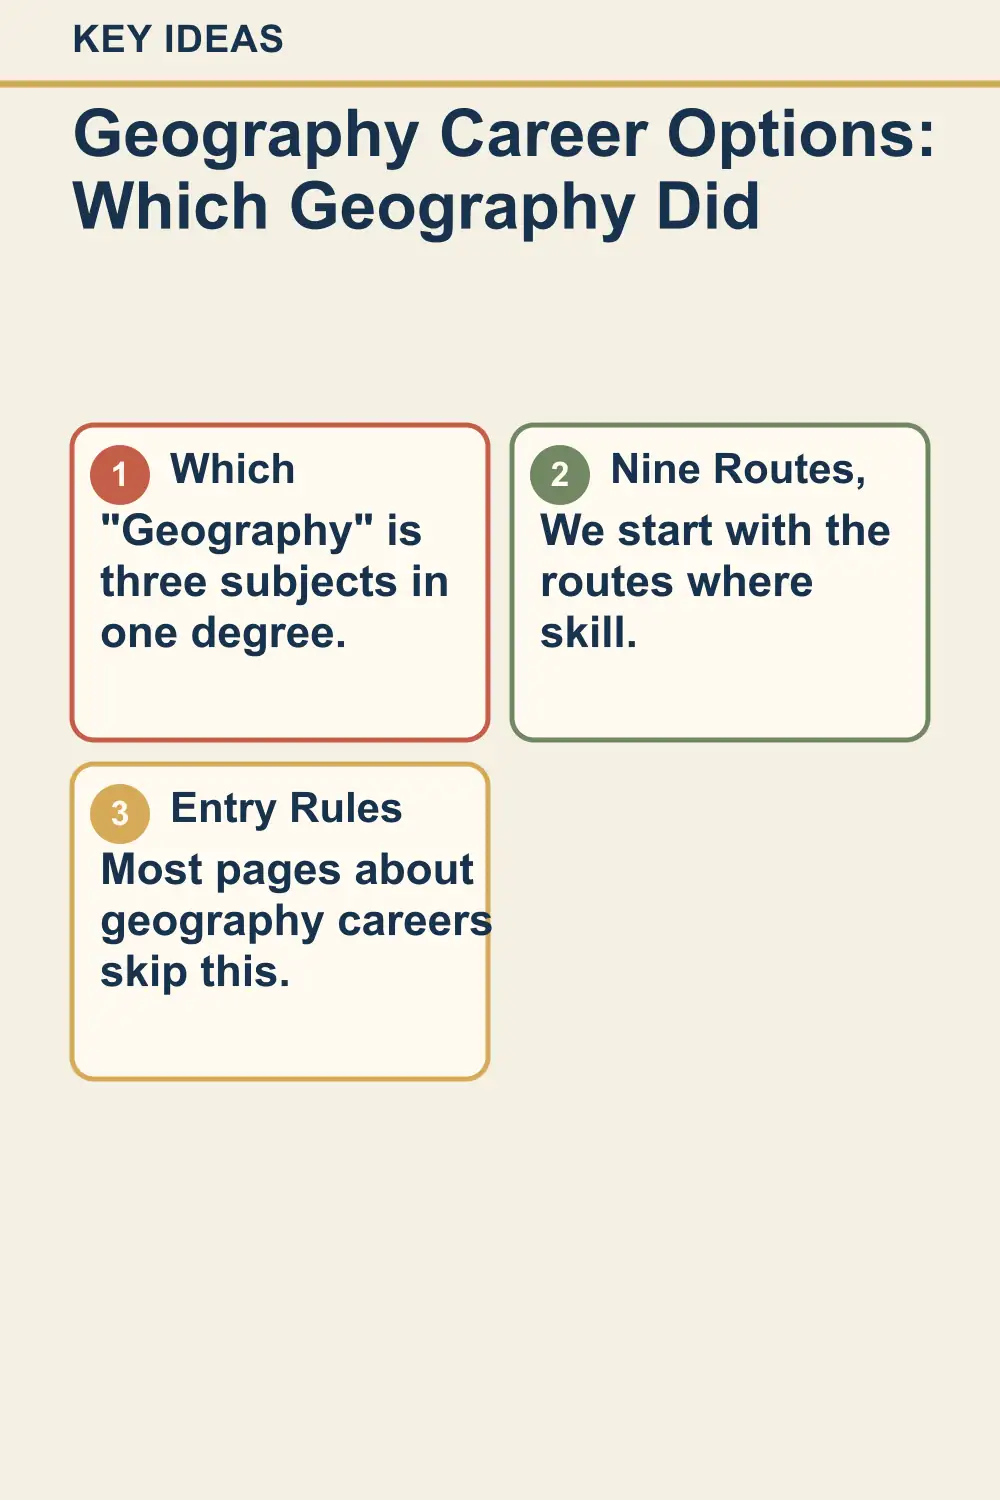 KEY IDEAS
Geography Career Options:
Which Geography Did
1 Which
"Geography" is
three subjects in
one degree.
2 Nine Routes,
We start with the
routes where
skill.
3 Entry Rules
Most pages about
geography careers
skip this.